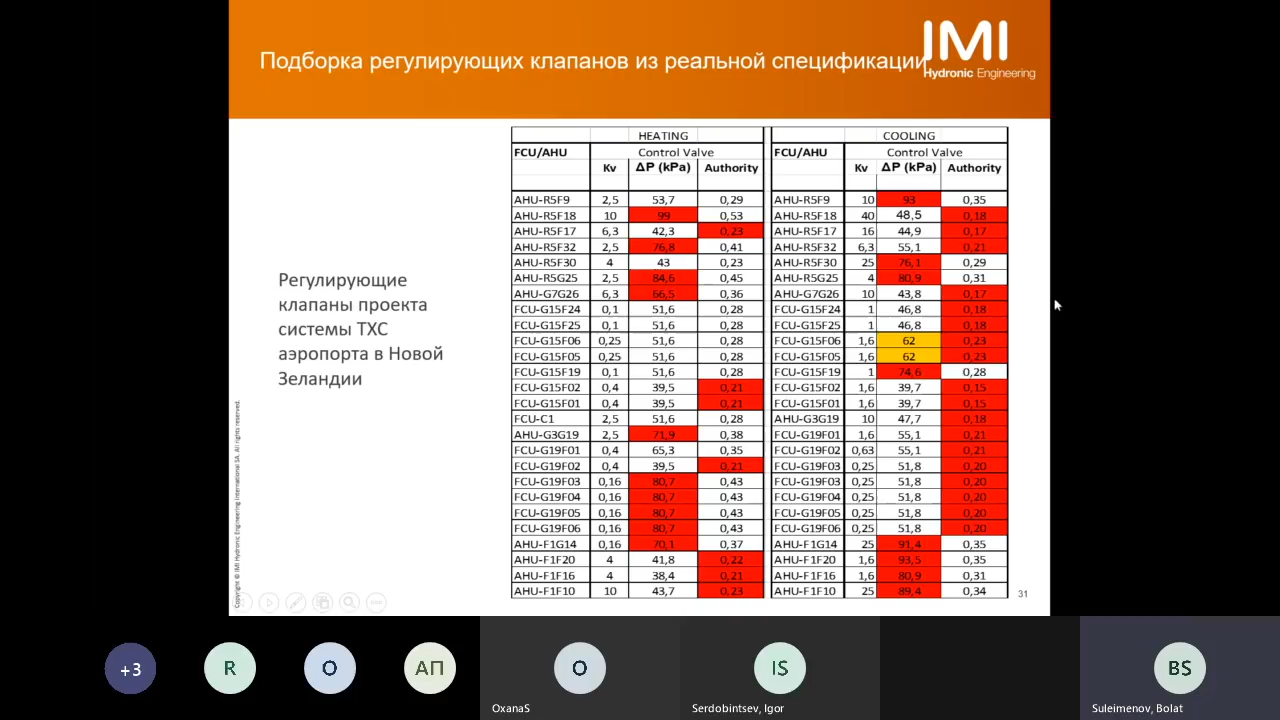 Подборка регулирующих клапанов из реальной спецификации
IMI
Hydronic Engineering
Регулирующие
клапаны проекта
системы ТХС
аэропорта в Новой
Зеландии
HEATING COOLING
FCU/AHU Control Valve FCU/AHU Control Valve
Kv ΔP (kPa) Authority Kv ΔP (kPa) Authority
AHU-R5F9 2,5 53,7 0,29 AHU-R5F9 10 93 0,35
AHU-R5F18 10 99 0,53 AHU-R5F18 40 48,5 0,18
AHU-R5F17 6,3 42,3 0,23 AHU-R5F17 16 44,9 0,17
AHU-R5F32 2,5 76,8 0,41 AHU-R5F32 6,3 55,1 0,21
AHU-R5F30 4 43 0,23 AHU-R5F30 25 76,1 0,29
AHU-R5G25 2,5 84,6 0,45 AHU-R5G25 4 80,9 0,31
AHU-G7G26 6,3 66,5 0,36 AHU-G7G26 10 43,8 0,17
FCU-G15F24 0,1 51,6 0,28 FCU-G15F24 1 46,8 0,18
FCU-G15F25 0,1 51,6 0,28 FCU-G15F25 1 46,8 0,18
FCU-G15F06 0,25 51,6 0,28 FCU-G15F06 1,6 62 0,23
FCU-G15F05 0,25 51,6 0,28 FCU-G15F05 1,6 62 0,23
FCU-G15F19 0,1 51,6 0,28 FCU-G15F19 1 74,6 0,28
FCU-G15F02 0,4 39,5 0,21 FCU-G15F02 1,6 39,7 0,15
FCU-G15F01 0,4 39,5 0,21 FCU-G15F01 1,6 39,7 0,15
FCU-C1 2,5 51,6 0,28 AHU-G3G19 10 47,7 0,18
AHU-G3G19 2,5 71,9 0,38 FCU-G19F01 1,6 55,1 0,21
FCU-G19F01 0,4 65,3 0,35 FCU-G19F02 0,63 55,1 0,21
FCU-G19F02 0,4 39,5 0,21 FCU-G19F03 0,25 51,8 0,20
FCU-G19F03 0,16 80,7 0,43 FCU-G19F04 0,25 51,8 0,20
FCU-G19F04 0,16 80,7 0,43 FCU-G19F04 0,25 51,8 0,20
FCU-G19F05 0,16 80,7 0,43 FCU-G19F05 0,25 51,8 0,20
FCU-G19F06 0,16 80,7 0,43 FCU-G19F06 0,25 51,8 0,20
AHU-F1G14 0,16 70,1 0,37 AHU-F1G14 25 91,4 0,35
AHU-F1F20 4 41,8 0,22 AHU-F1F20 1,6 93,5 0,35
AHU-F1F16 4 38,4 0,21 AHU-F1F16 1,6 80,9 0,31
AHU-F1F10 10 43,7 0,23 AHU-F1F10 25 89,4 0,34
Copyright © IMI Hydronic Engineering International SA. All rights reserved.
31
+3 R O АП O IS BS
OxanaS Serdobintsev, Igor Suleimenov, Bolat